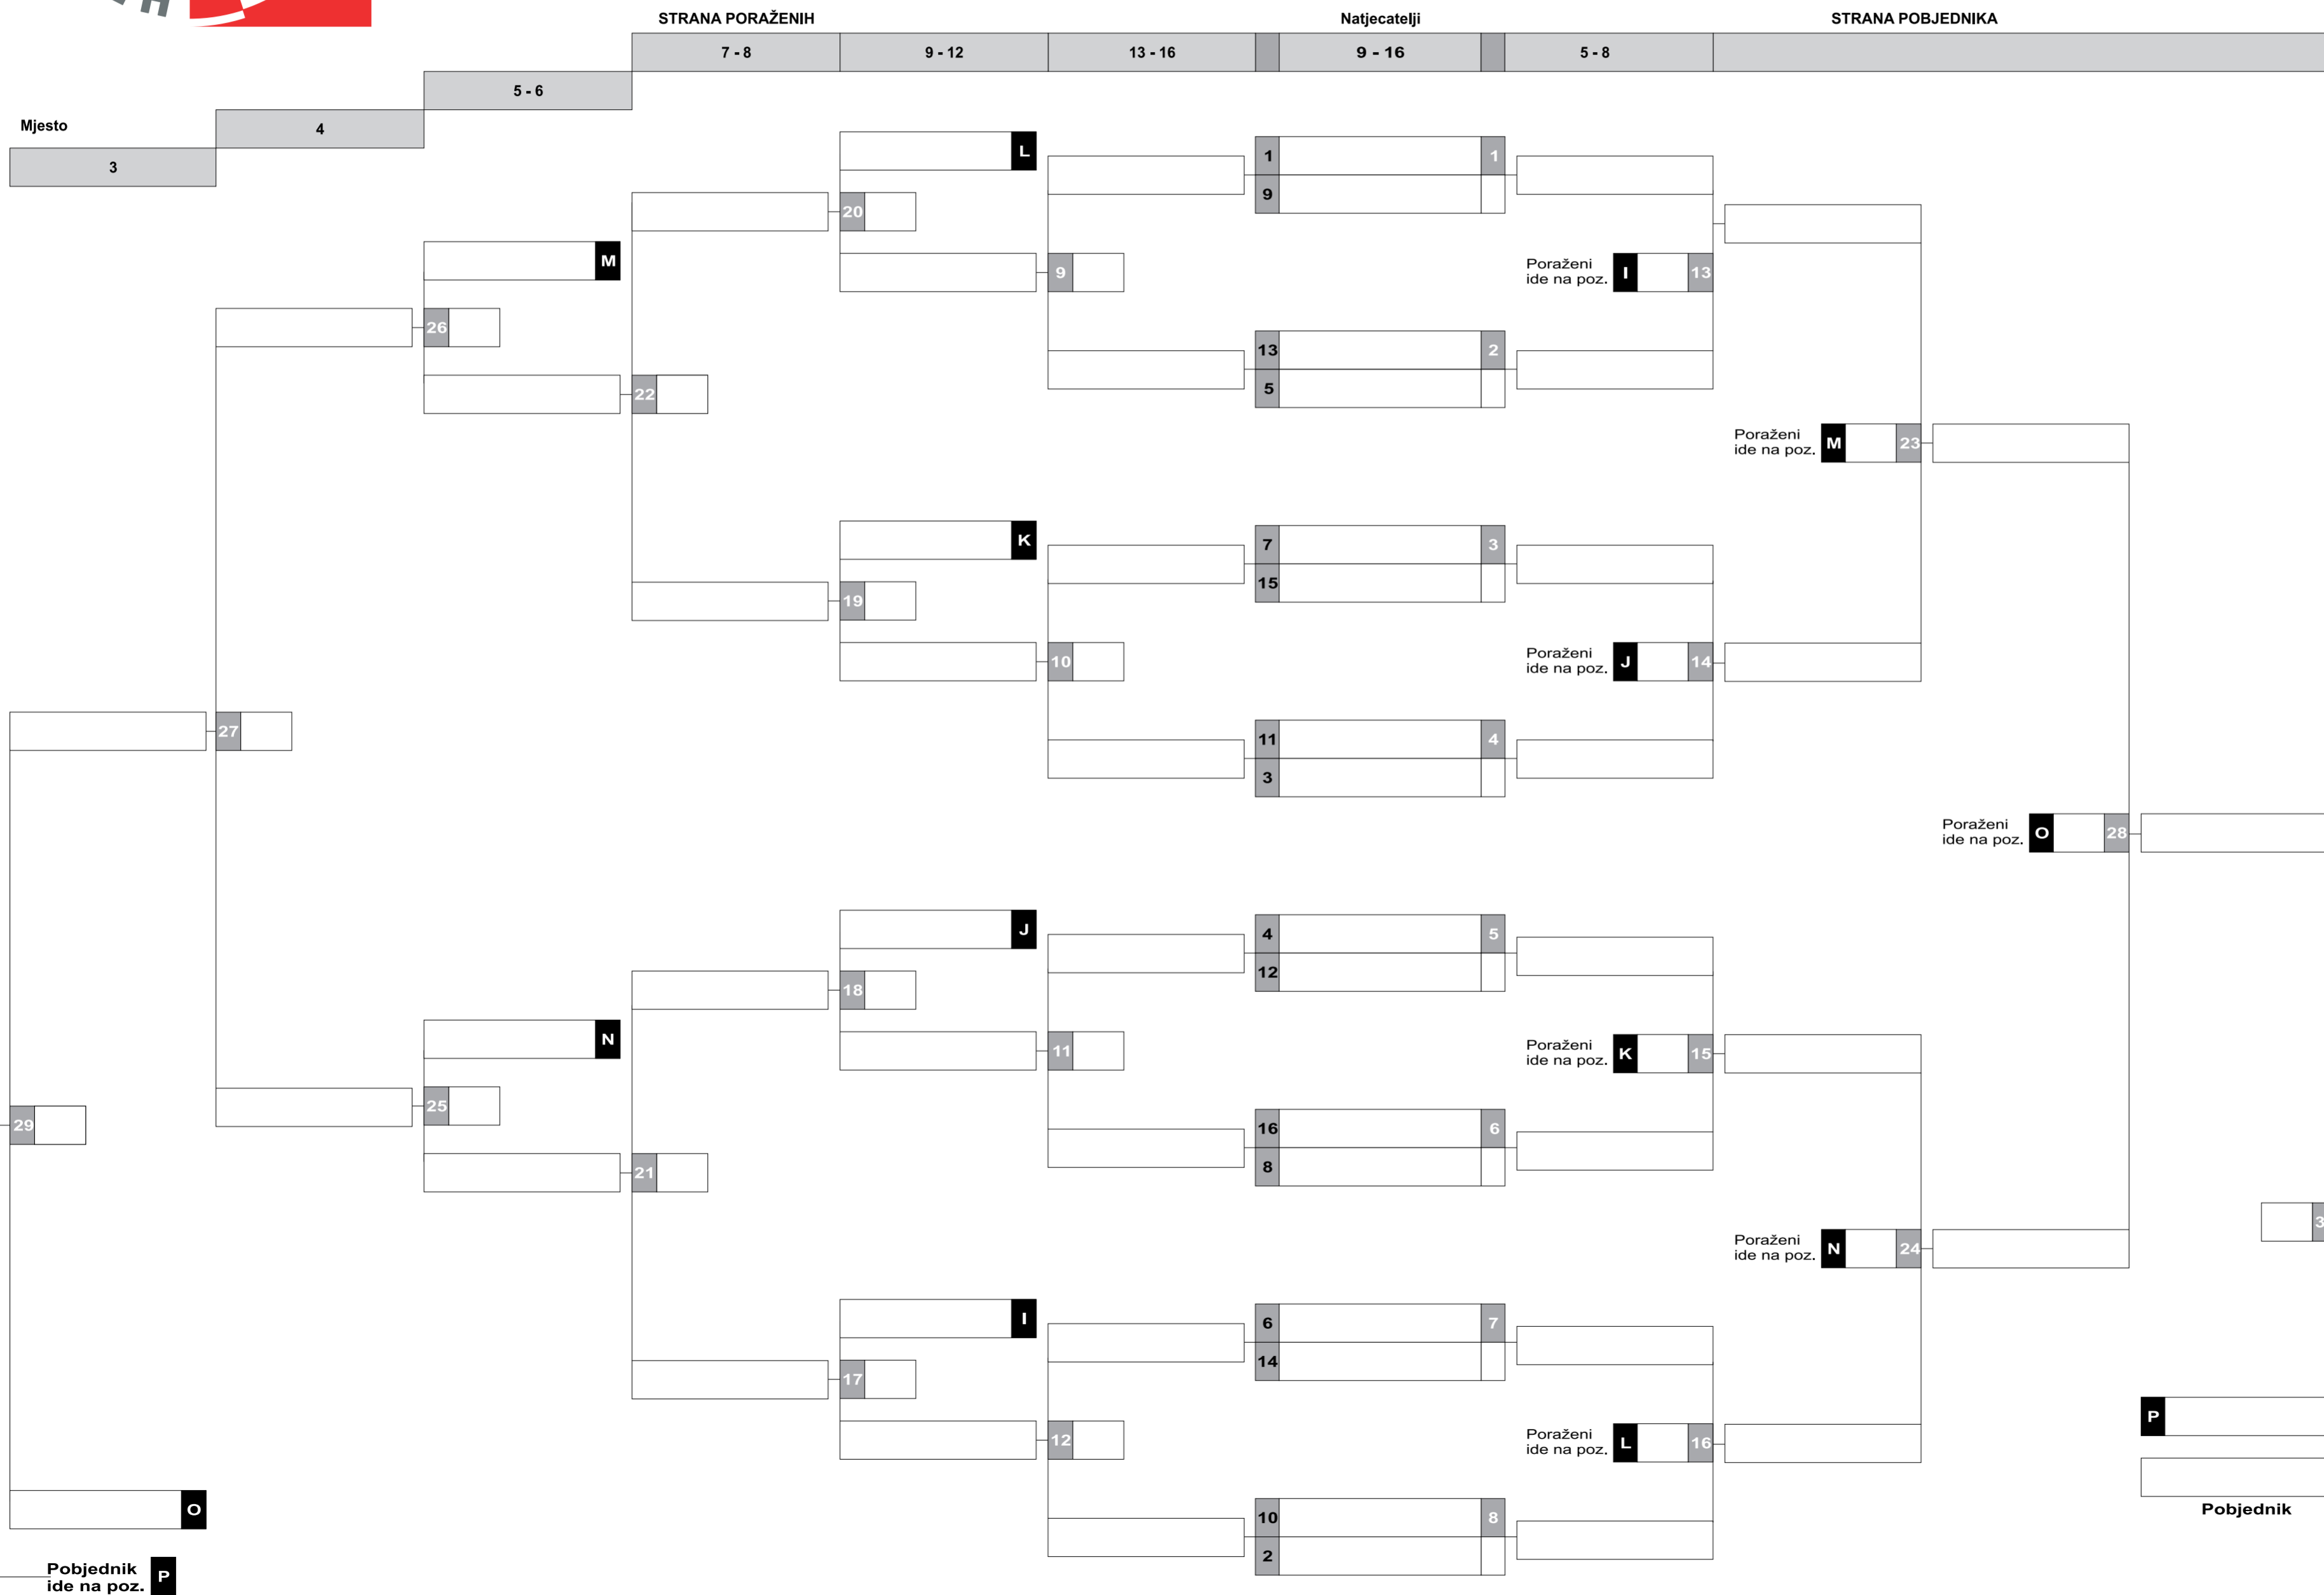 STRANA PORAŽENIH
Natjecatelji
STRANA POBJEDNIKA
7 - 8
9 - 12
13 - 16
9 - 16
5 - 8
5 - 6
4
Mjesto
3
L
1
1
9
20
M
9
Poraženi
ide na poz.
I
13
26
13
2
5
22
Poraženi
ide na poz.
M
23
K
7
3
15
19
10
Poraženi
ide na poz.
J
14
27
11
4
3
Poraženi
ide na poz.
O
28
J
4
5
12
18
N
11
Poraženi
ide na poz.
K
15
25
29
16
6
8
21
Poraženi
ide na poz.
N
24
I
6
7
14
17
12
Poraženi
ide na poz.
L
16
P
O
10
8
2
Pobjednik
Pobjednik
ide na poz.
P